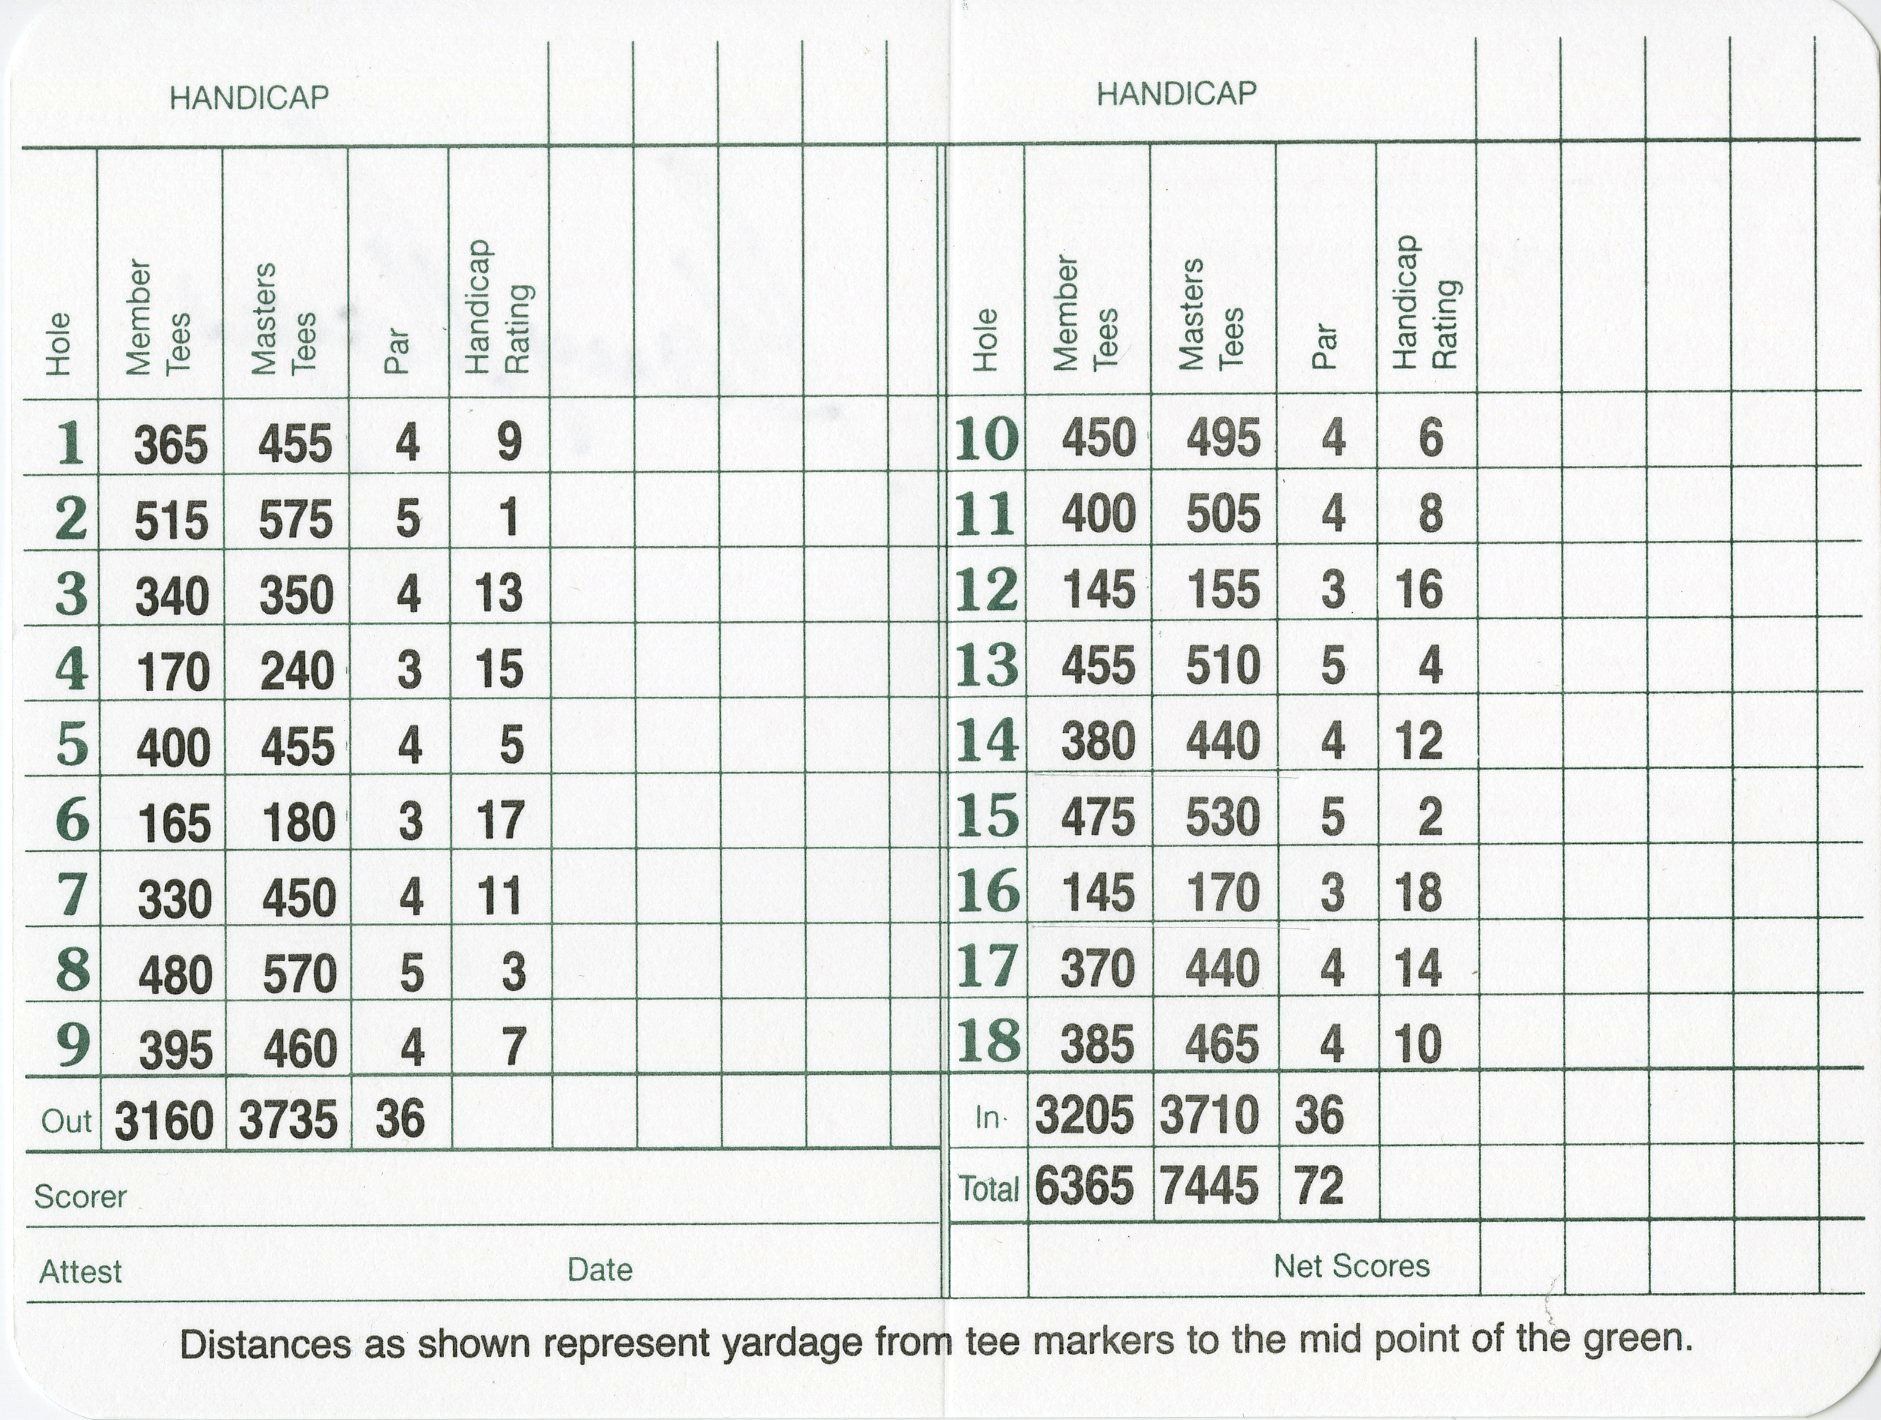 HANDICAP
Hole Member Tees Masters Tees Par Handicap Rating
1 365 455 4 9
2 515 575 5 1
3 340 350 4 13
4 170 240 3 15
5 400 455 4 5
6 165 180 3 17
7 330 450 4 11
8 480 570 5 3
9 395 460 4 7
Out 3160 3735 36
Scorer
Attest Date
HANDICAP
Hole Member Tees Masters Tees Par Handicap Rating
10 450 495 4 6
11 400 505 4 8
12 145 155 3 16
13 455 510 5 4
14 380 440 4 12
15 475 530 5 2
16 145 170 3 18
17 370 440 4 14
18 385 465 4 10
In 3205 3710 36
Total 6365 7445 72
Net Scores
Distances as shown represent yardage from tee markers to the mid point of the green.